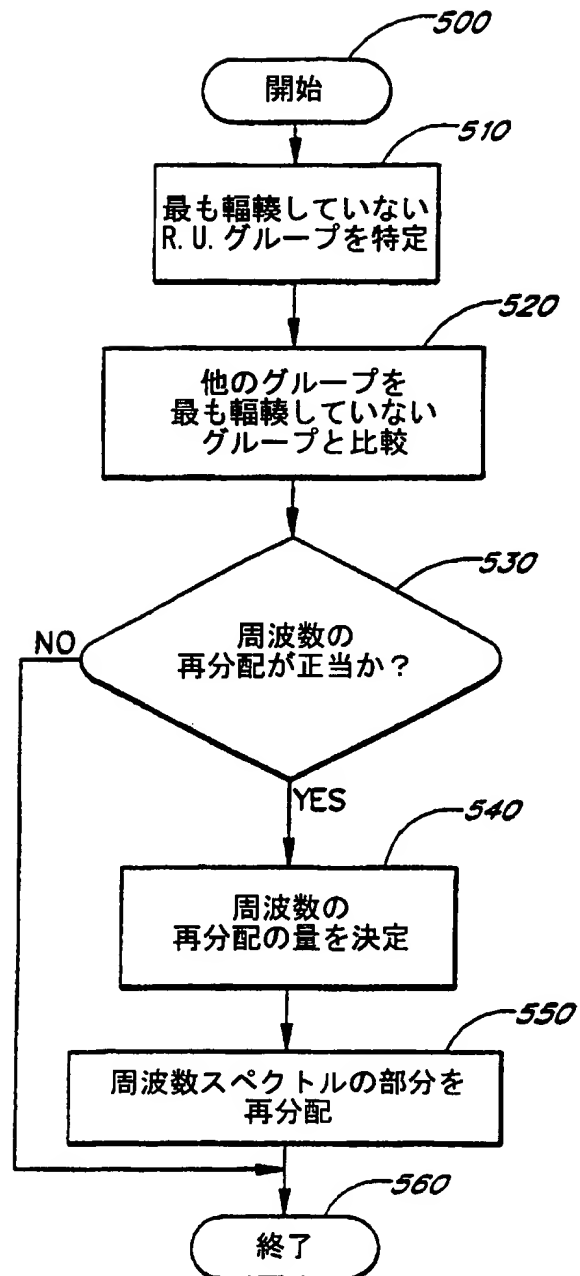 500
開始
510
最も輻輳していない
R.U.グループを特定
520
他のグループを
最も輻輳していない
グループと比較
530
NO
周波数の
再分配が正当か？
YES
540
周波数の
再分配の量を決定
550
周波数スペクトルの部分を
再分配
560
終了